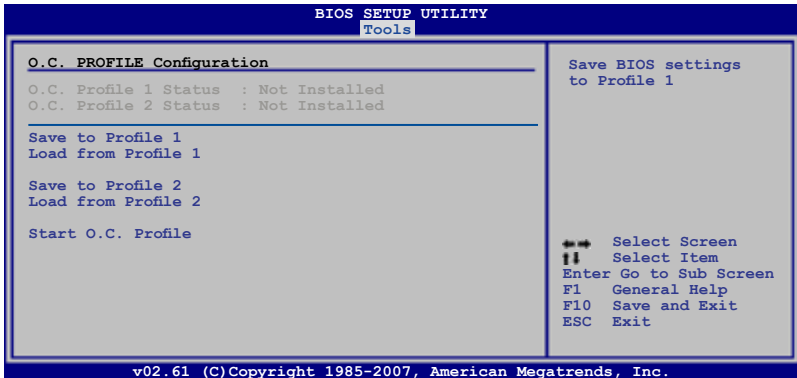 BIOS SETUP UTILITY
Tools
O.C. PROFILE Configuration
O.C. Profile 1 Status : Not Installed
O.C. Profile 2 Status : Not Installed
Save to Profile 1
Load from Profile 1
Save to Profile 2
Load from Profile 2
Start O.C. Profile
Save BIOS settings
to Profile 1
←→ Select Screen
↑↓ Select Item
Enter Go to Sub Screen
F1 General Help
F10 Save and Exit
ESC Exit
v02.61 (C)Copyright 1985-2007, American Megatrends, Inc.